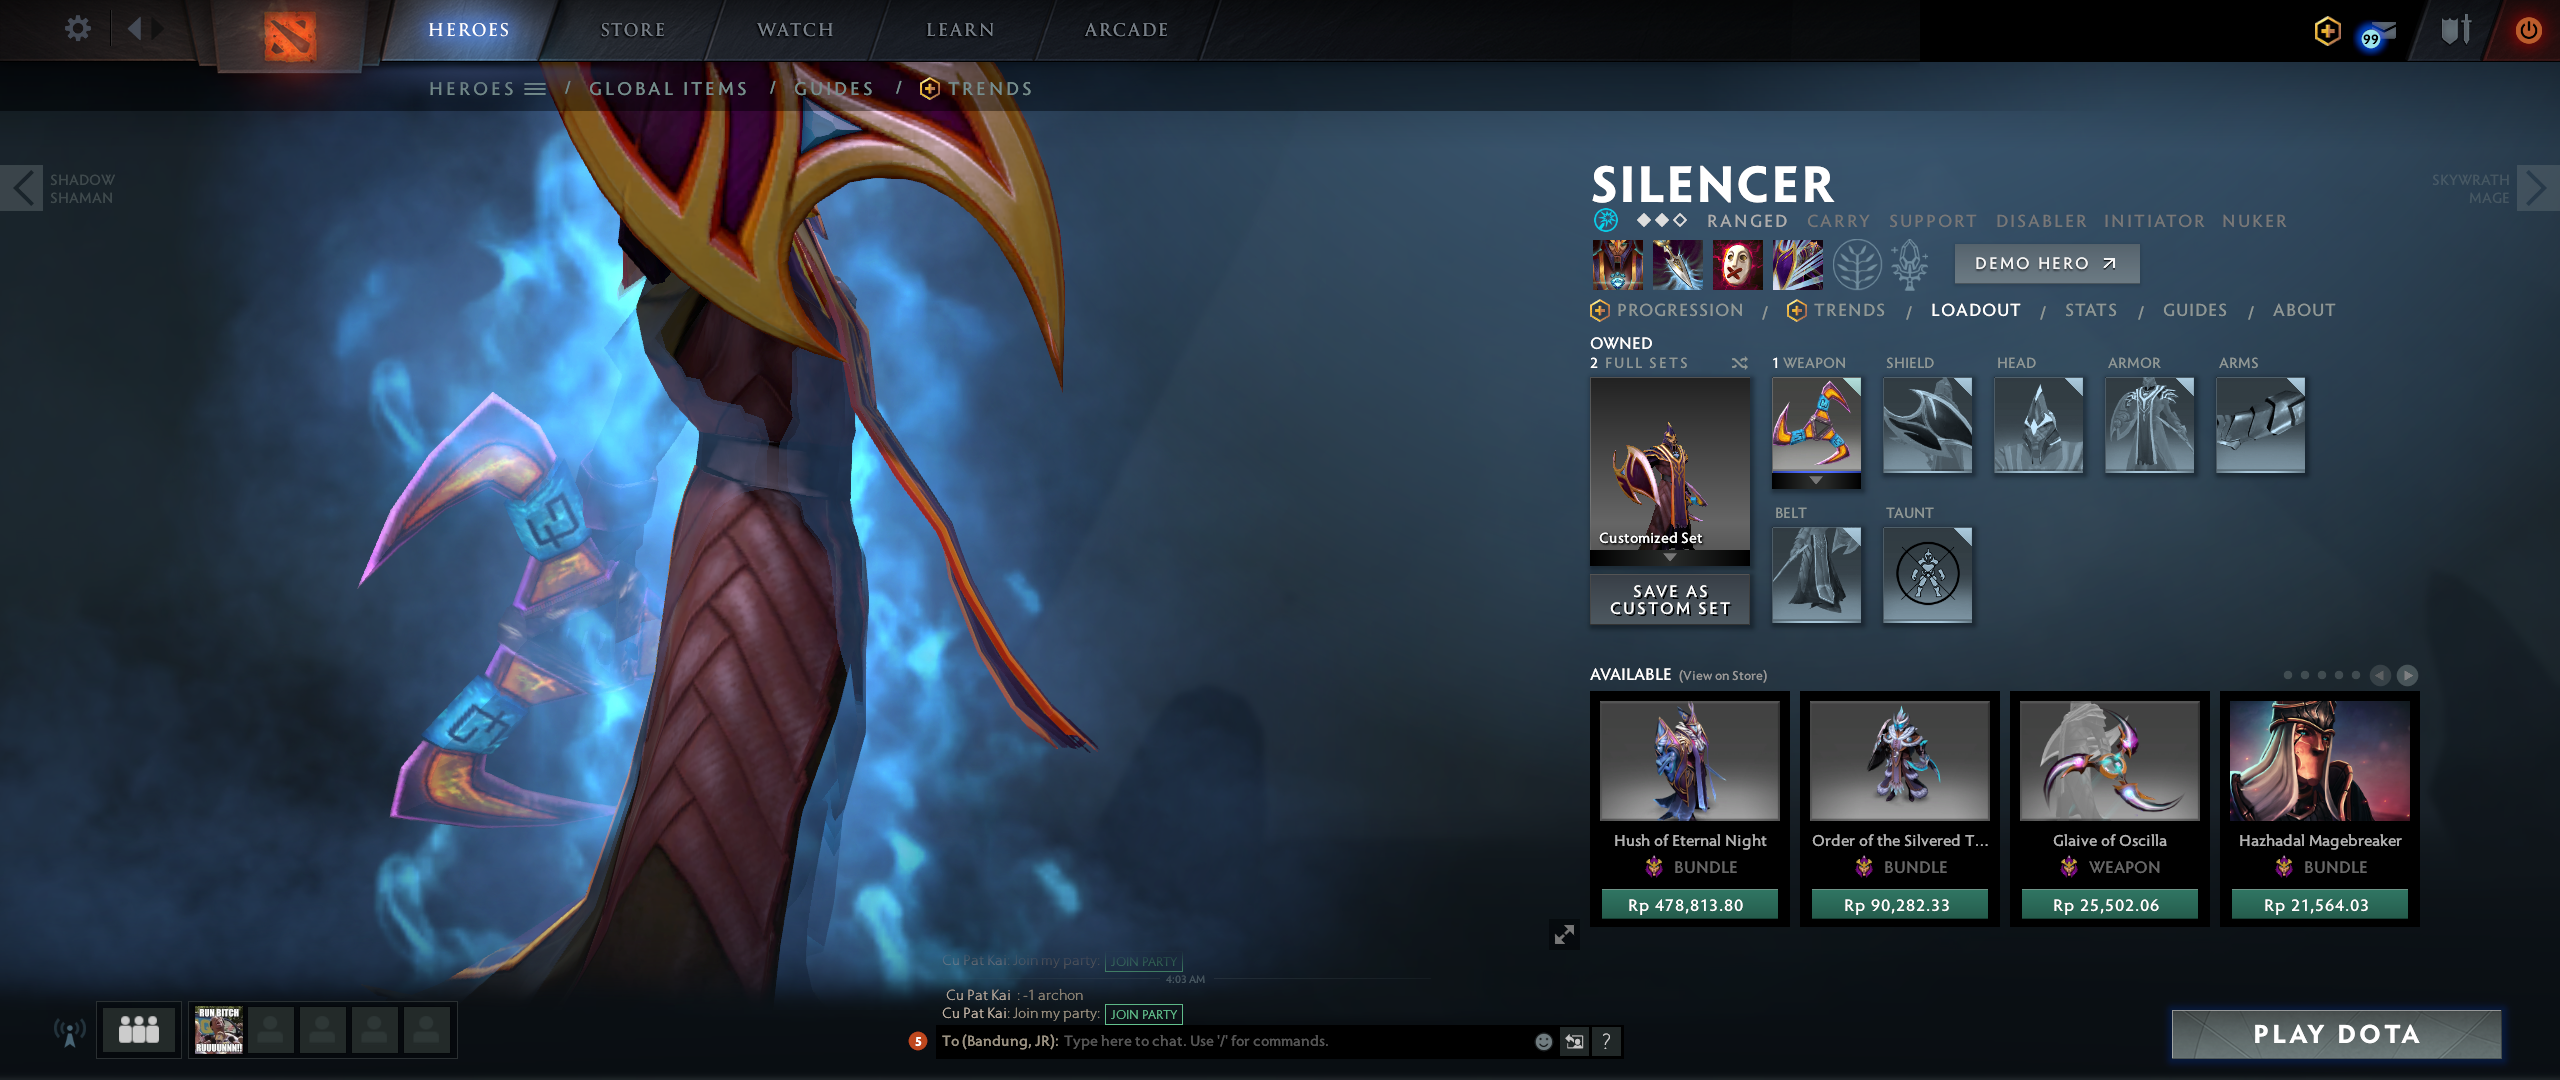 HEROES
STORE
WATCH
LEARN
ARCADE
99
HEROES / GLOBAL ITEMS / GUIDES / TRENDS
SHADOW
SHAMAN
SKYWRATH
MAGE
SILENCER
RANGED CARRY SUPPORT DISABLER INITIATOR NUKER
DEMO HERO
PROGRESSION / TRENDS / LOADOUT / STATS / GUIDES / ABOUT
OWNED
2 FULL SETS
1 WEAPON
SHIELD
HEAD
ARMOR
ARMS
Customized Set
SAVE AS
CUSTOM SET
BELT
TAUNT
AVAILABLE (View on Store)
Hush of Eternal Night
BUNDLE
Rp 478,813.80
Order of the Silvered T...
BUNDLE
Rp 90,282.33
Glaive of Oscilla
WEAPON
Rp 25,502.06
Hazhadal Magebreaker
BUNDLE
Rp 21,564.03
Cu Pat Kai: Join my party: JOIN PARTY
4:03 AM
Cu Pat Kai : -1 archon
Cu Pat Kai: Join my party: JOIN PARTY
5
To (Bandung, JR): Type here to chat. Use '/' for commands.
?
RUN BITCH
RUUUUNNN!!
PLAY DOTA